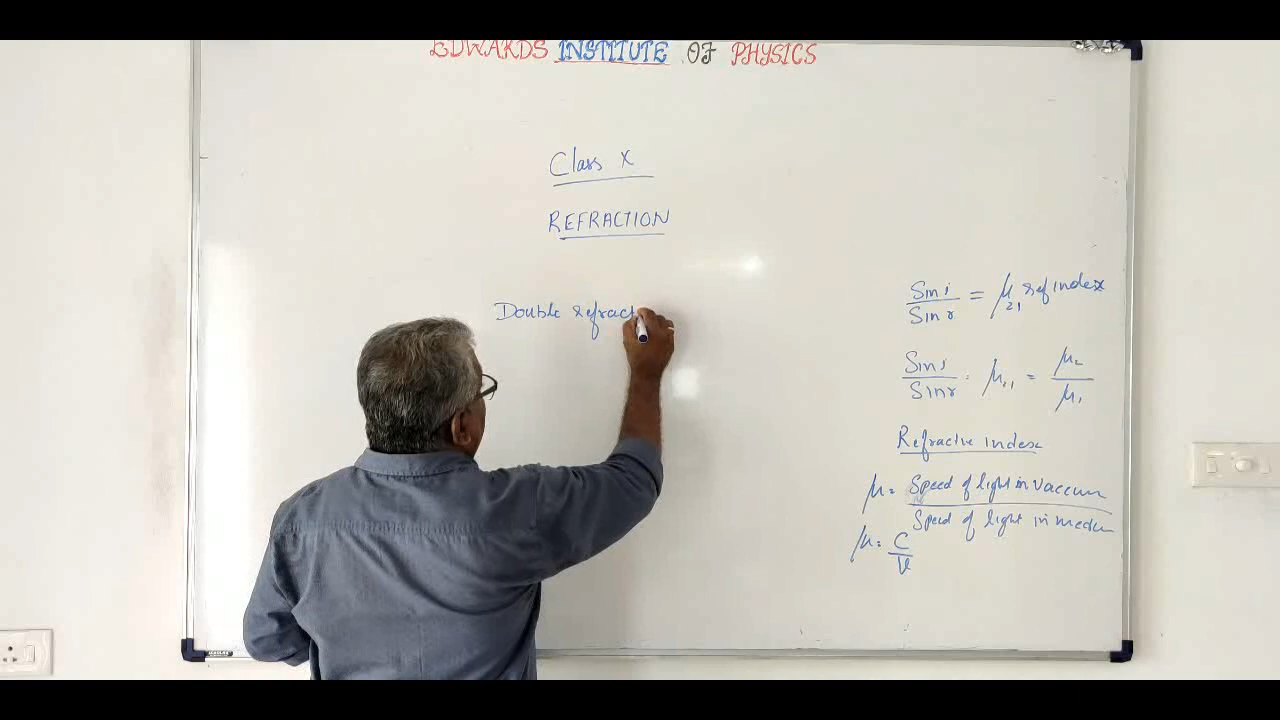 EDWARDS INSTITUTE OF PHYSICS
Class X
REFRACTION
Double refract
Sin i / Sin r = μ21 ref index
Sin i / Sin r = μ21 = μ2 / μ1
Refractive index
μ = Speed of light in Vaccum / Speed of light in medium
μ = C / V